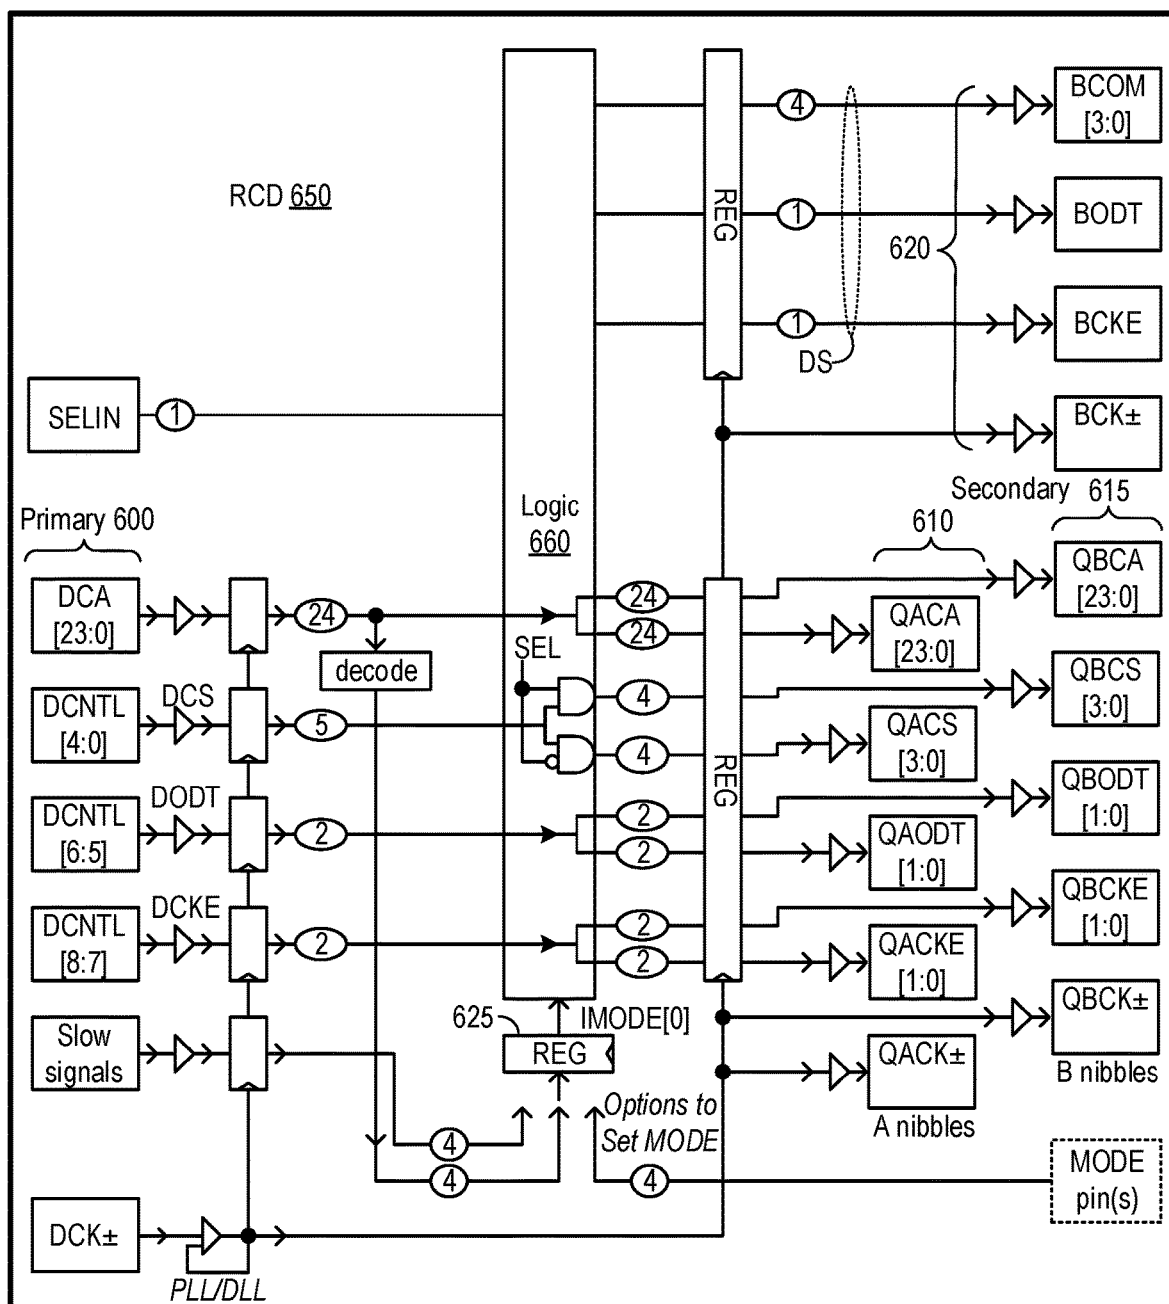 BCOM
[3:0]
4
RCD 650
REG
1
BODT
620
1
BCKE
DS
SELIN
1
BCK±
Secondary 615
Primary 600
Logic
660
610
DCA
[23:0]
24
24
24
QBCA
[23:0]
QACA
[23:0]
decode
SEL
DCS
DCNTL
[4:0]
5
4
4
QBCS
[3:0]
QACS
[3:0]
REG
DODT
DCNTL
[6:5]
2
2
2
QBODT
[1:0]
QAODT
[1:0]
DCKE
DCNTL
[8:7]
2
2
2
QBCKE
[1:0]
QACKE
[1:0]
625
IMODE[0]
REG
Slow
signals
QBCK±
B nibbles
QACK±
A nibbles
Options to
Set MODE
4
4
4
MODE
pin(s)
DCK±
PLL/DLL